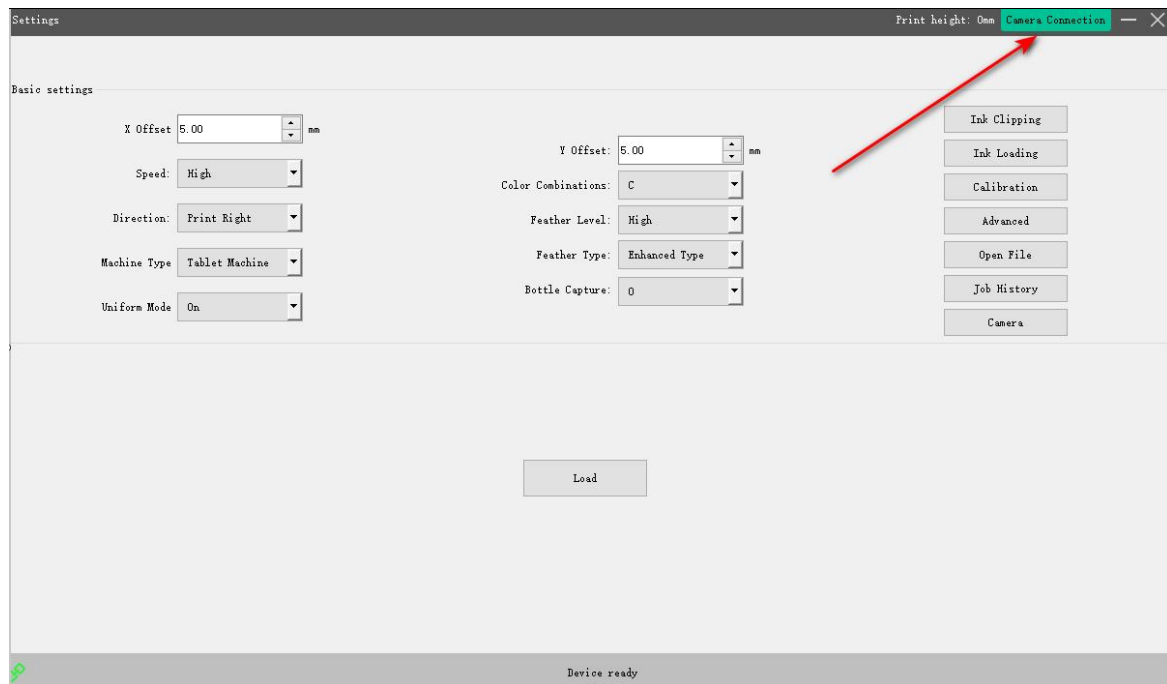 Settings
Print height: 0mm Camera Connection
Basic settings
X Offset 5.00 mm
Y Offset: 5.00 mm
Speed: High
Color Combinations: C
Direction: Print Right
Feather Level: High
Machine Type Tablet Machine
Feather Type: Enhanced Type
Uniform Mode On
Bottle Capture: 0
Ink Clipping
Ink Loading
Calibration
Advanced
Open File
Job History
Camera
Load
Device ready